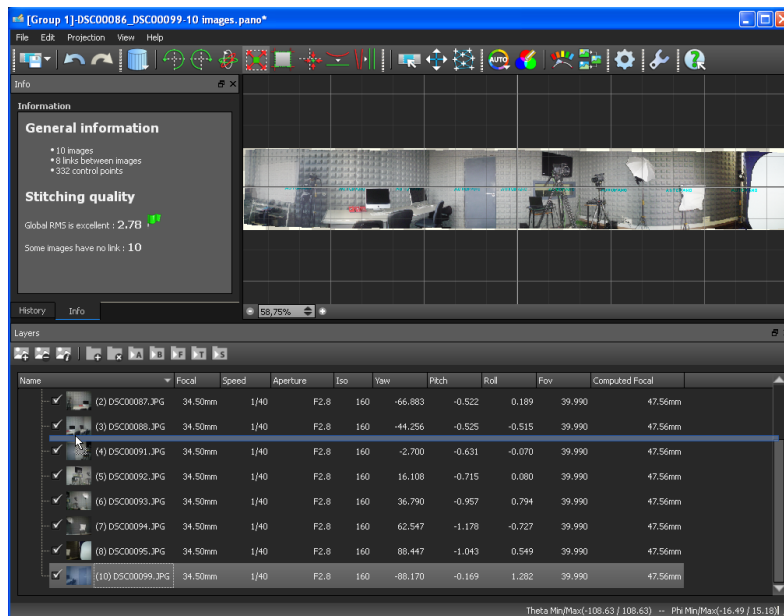 [Group 1]-DSC00086_DSC00099-10 images.pano*
File Edit Projection View Help
AUTO
Info
Information
General information
10 images
8 links between images
332 control points
Stitching quality
Global RMS is excellent : 2.78
Some images have no link : 10
History Info
58,75%
Layers
A B F T S
Name Focal Speed Aperture Iso Yaw Pitch Roll Fov Computed Focal
(2) DSC00087.JPG 34.50mm 1/40 F2.8 160 -66.883 -0.522 0.189 39.990 47.56mm
(3) DSC00088.JPG 34.50mm 1/40 F2.8 160 -44.256 -0.525 -0.515 39.990 47.56mm
(4) DSC00091.JPG 34.50mm 1/40 F2.8 160 -2.700 -0.631 -0.070 39.990 47.56mm
(5) DSC00092.JPG 34.50mm 1/40 F2.8 160 16.108 -0.715 0.080 39.990 47.56mm
(6) DSC00093.JPG 34.50mm 1/40 F2.8 160 36.790 -0.957 0.794 39.990 47.56mm
(7) DSC00094.JPG 34.50mm 1/40 F2.8 160 62.547 -1.178 -0.727 39.990 47.56mm
(8) DSC00095.JPG 34.50mm 1/40 F2.8 160 88.447 -1.043 0.549 39.990 47.56mm
(10) DSC00099.JPG 34.50mm 1/40 F2.8 160 -88.170 -0.169 1.282 39.990 47.56mm
Theta Min/Max(-108.63 / 108.63) -- Phi Min/Max(-16.49 / 15.18)